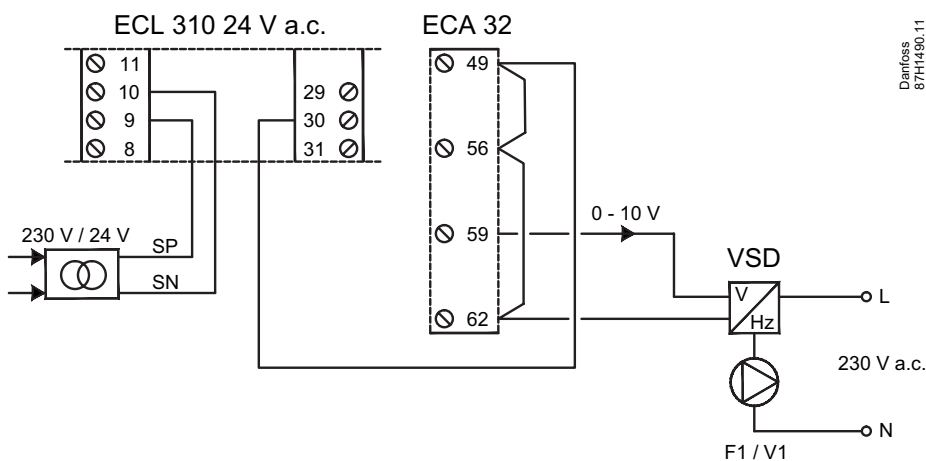 ECL 310 24 V a.c.
ECA 32
Danfoss
87H1490.11
11
10
9
8
29
30
31
49
56
59
62
0 - 10 V
230 V / 24 V
SP
SN
VSD
V
Hz
L
230 V a.c.
N
F1 / V1